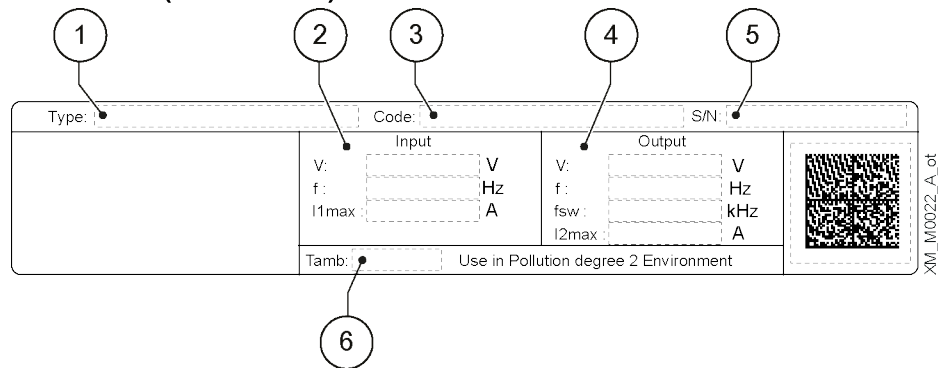 1 2 3 4 5
Type: Code: S/N:
Input Output
V: V V: V
f : Hz f : Hz
I1max : A fsw : kHz
I2max : A
Tamb: Use in Pollution degree 2 Environment
6
XM_M0022_A_ot